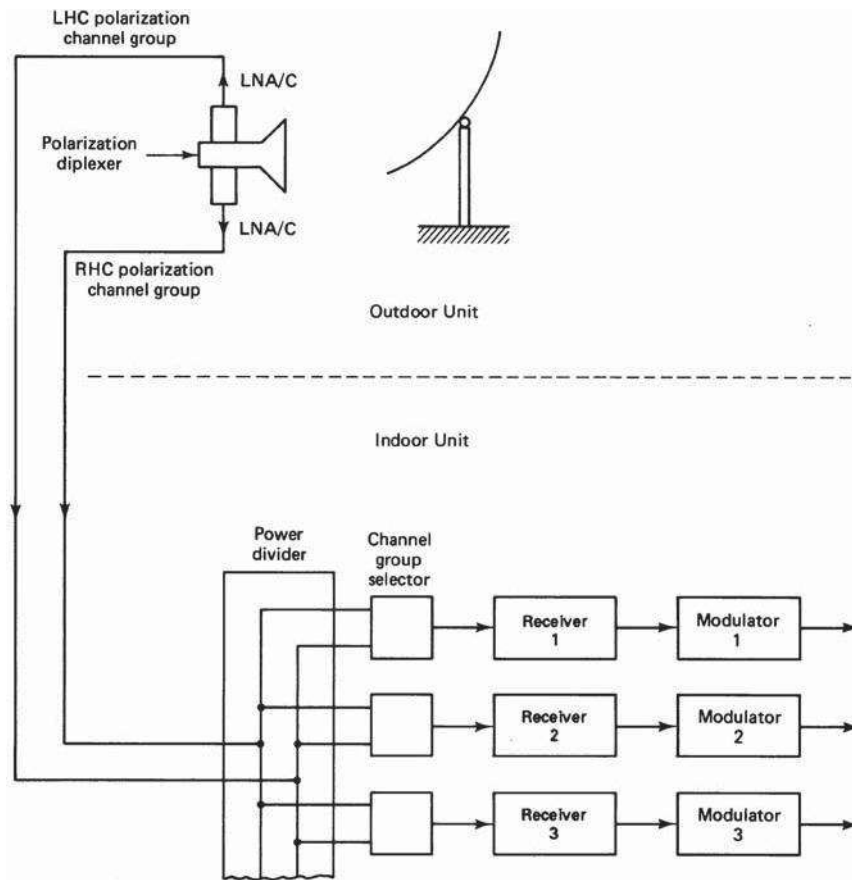 LHC polarization
channel group
LNA/C
Polarization
diplexer
LNA/C
RHC polarization
channel group
Outdoor Unit
Indoor Unit
Power
divider
Channel
group
selector
Receiver
1
Modulator
1
Receiver
2
Modulator
2
Receiver
3
Modulator
3